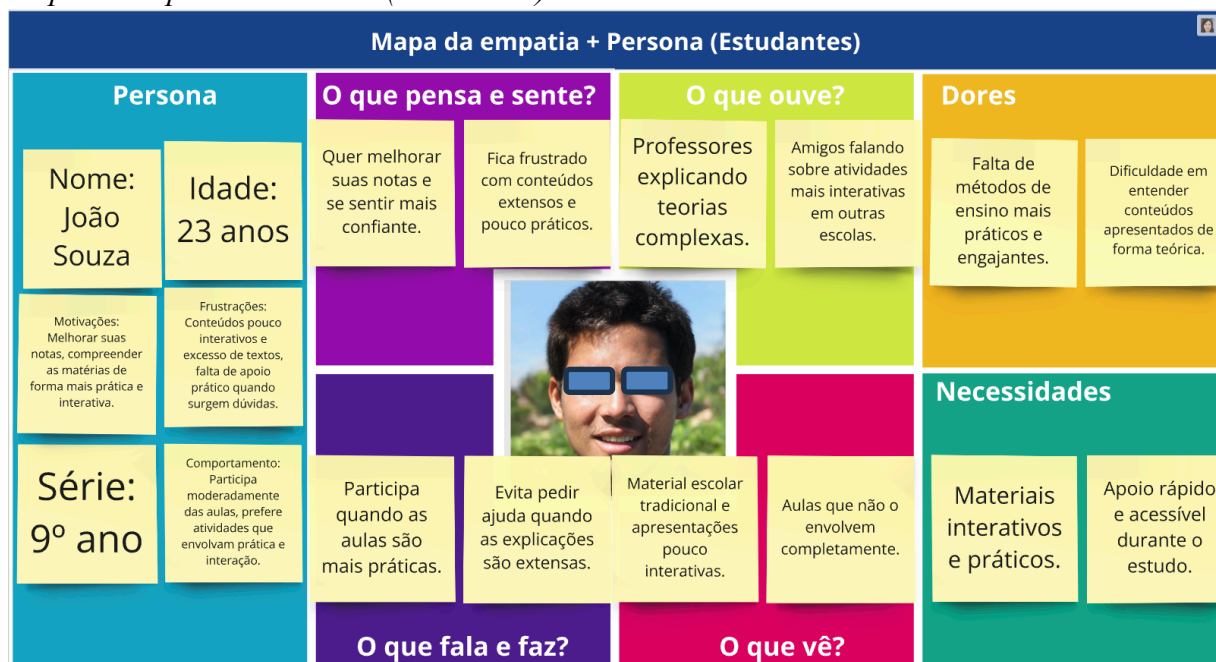 Mapa da empatia + Persona (Estudantes)
Persona
Nome:
João
Souza
Idade:
23 anos
Motivações:
Melhorar suas
notas, compreender
as matérias de
forma mais prática e
interativa.
Frustrações:
Conteúdos pouco
interativos e
excesso de textos,
falta de apoio
prático quando
surgem dúvidas.
Série:
9º ano
Comportamento:
Participa
moderadamente
das aulas, prefere
atividades que
envolvam prática e
interação.
O que pensa e sente?
Quer melhorar
suas notas e
se sentir mais
confiante.
Fica frustrado
com conteúdos
extensos e
pouco práticos.
O que ouve?
Professores
explicando
teorias
complexas.
Amigos falando
sobre atividades
mais interativas
em outras
escolas.
Dores
Falta de
métodos de
ensino mais
práticos e
engajantes.
Dificuldade em
entender
conteúdos
apresentados de
forma teórica.
Participa
quando as
aulas são
mais práticas.
Evita pedir
ajuda quando
as explicações
são extensas.
O que fala e faz?
Material escolar
tradicional e
apresentações
pouco
interativas.
Aulas que não o
envolvem
completamente.
O que vê?
Necessidades
Materiais
interativos
e práticos.
Apoio rápido
e acessível
durante o
estudo.